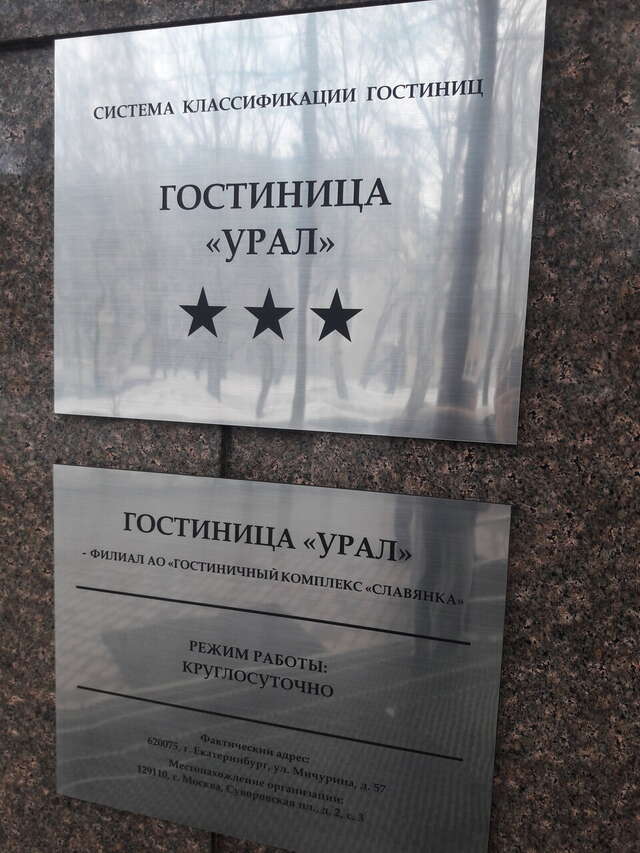 СИСТЕМА КЛАССИФИКАЦИИ ГОСТИНИЦ
ГОСТИНИЦА
«УРАЛ»
ГОСТИНИЦА «УРАЛ»
- ФИЛИАЛ АО «ГОСТИНИЧНЫЙ КОМПЛЕКС «СЛАВЯНКА»
РЕЖИМ РАБОТЫ:
КРУГЛОСУТОЧНО
Фактический адрес:
620075, г. Екатеринбург, ул. Мичурина, д. 57
Местонахождение организации:
129110, г. Москва, Суворовская пл., д. 2, с. 3